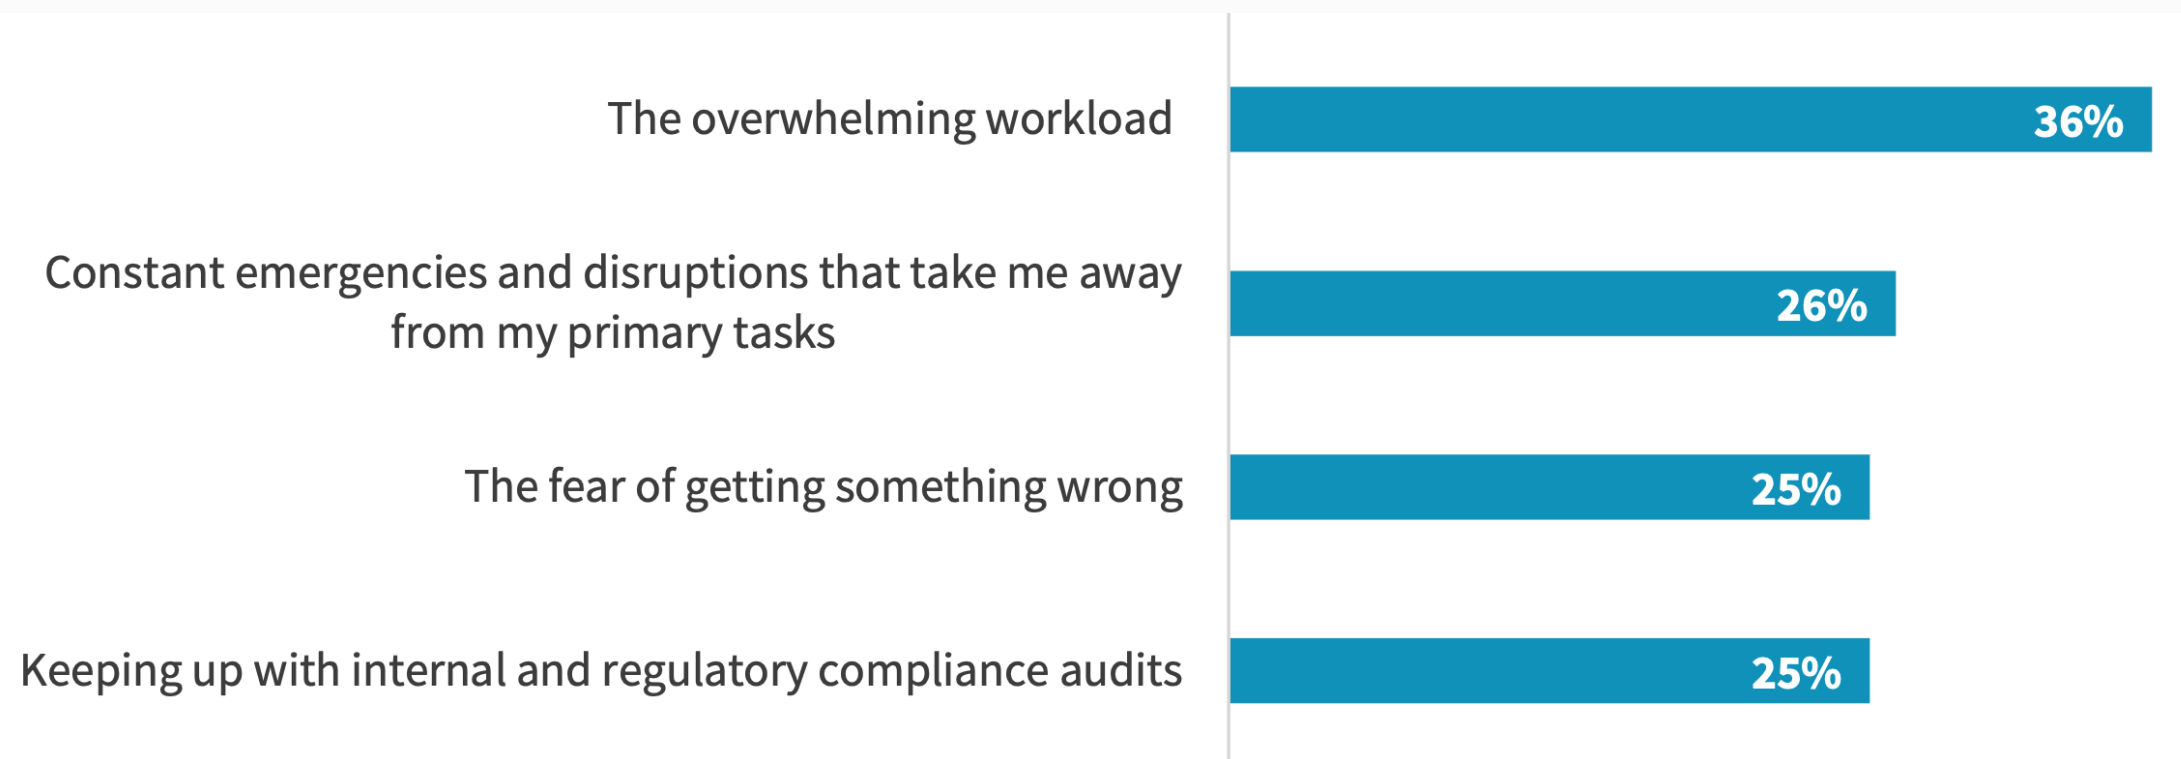 The overwhelming workload
36%
Constant emergencies and disruptions that take me away
from my primary tasks
26%
The fear of getting something wrong
25%
Keeping up with internal and regulatory compliance audits
25%